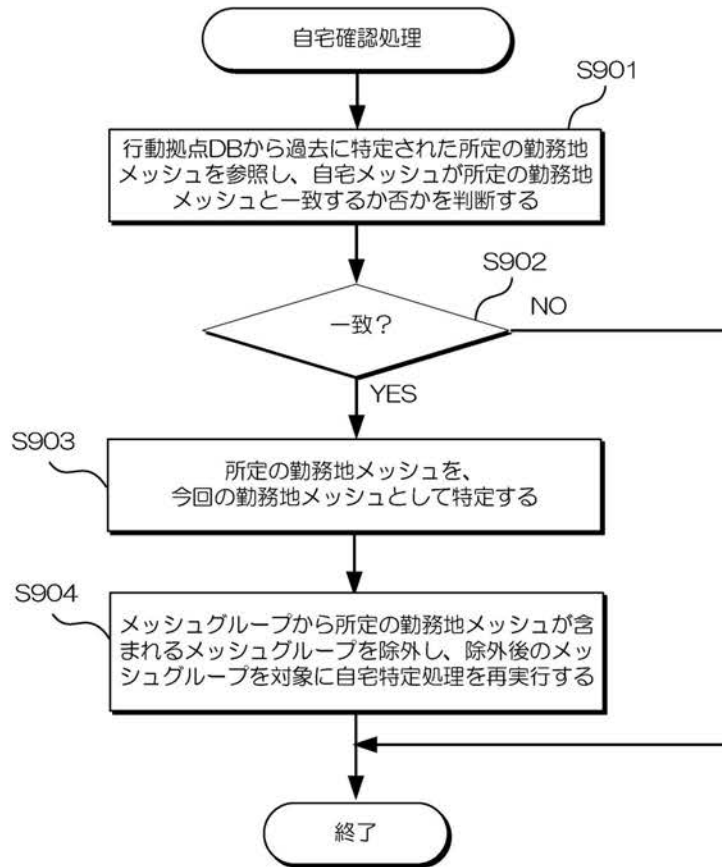 自宅確認処理
S901
行動拠点DBから過去に特定された所定の勤務地
メッシュを参照し、自宅メッシュが所定の勤務地
メッシュと一致するか否かを判断する
S902
一致？
NO
YES
S903
所定の勤務地メッシュを、
今回の勤務地メッシュとして特定する
S904
メッシュグループから所定の勤務地メッシュが含
まれるメッシュグループを除外し、除外後のメッ
シュグループを対象に自宅特定処理を再実行する
終了